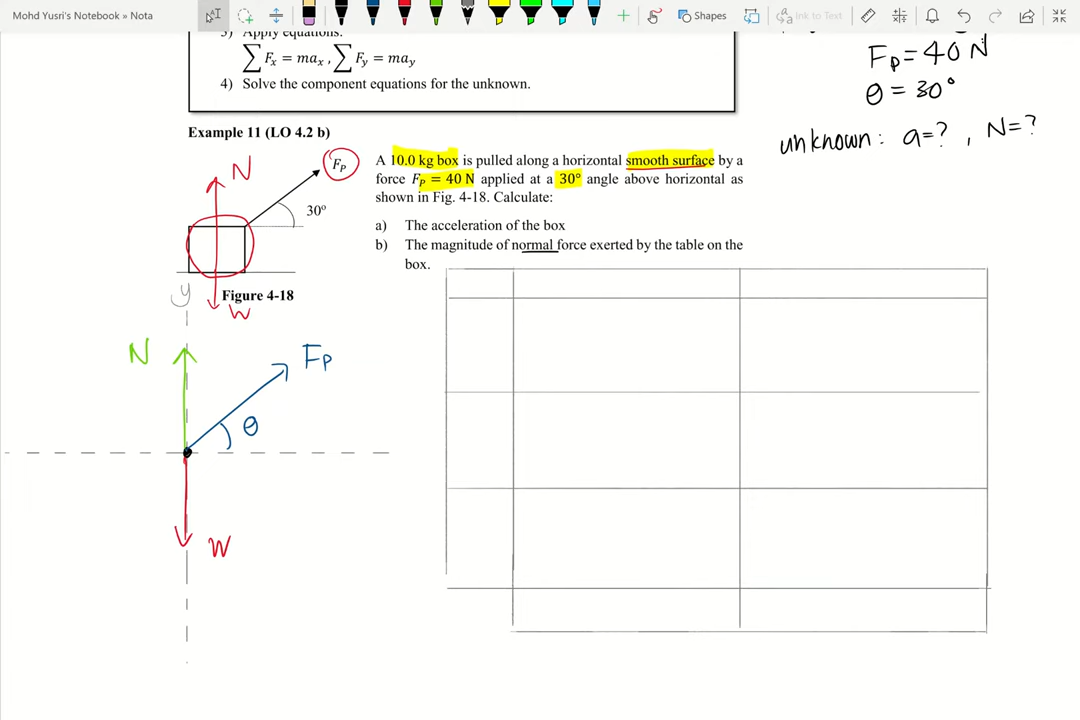 Mohd Yusri's Notebook » Nota
Shapes
Ink to Text
3) Apply equations:
∑ Fx = max , ∑ Fy = may
4) Solve the component equations for the unknown.
FP = 40 N
θ = 30°
unknown: a=? , N=?
Example 11 (LO 4.2 b)
A 10.0 kg box is pulled along a horizontal smooth surface by a
force FP = 40 N applied at a 30° angle above horizontal as
shown in Fig. 4-18. Calculate:
a) The acceleration of the box
b) The magnitude of normal force exerted by the table on the
box.
N
FP
30°
W
Figure 4-18
y
N
FP
θ
W